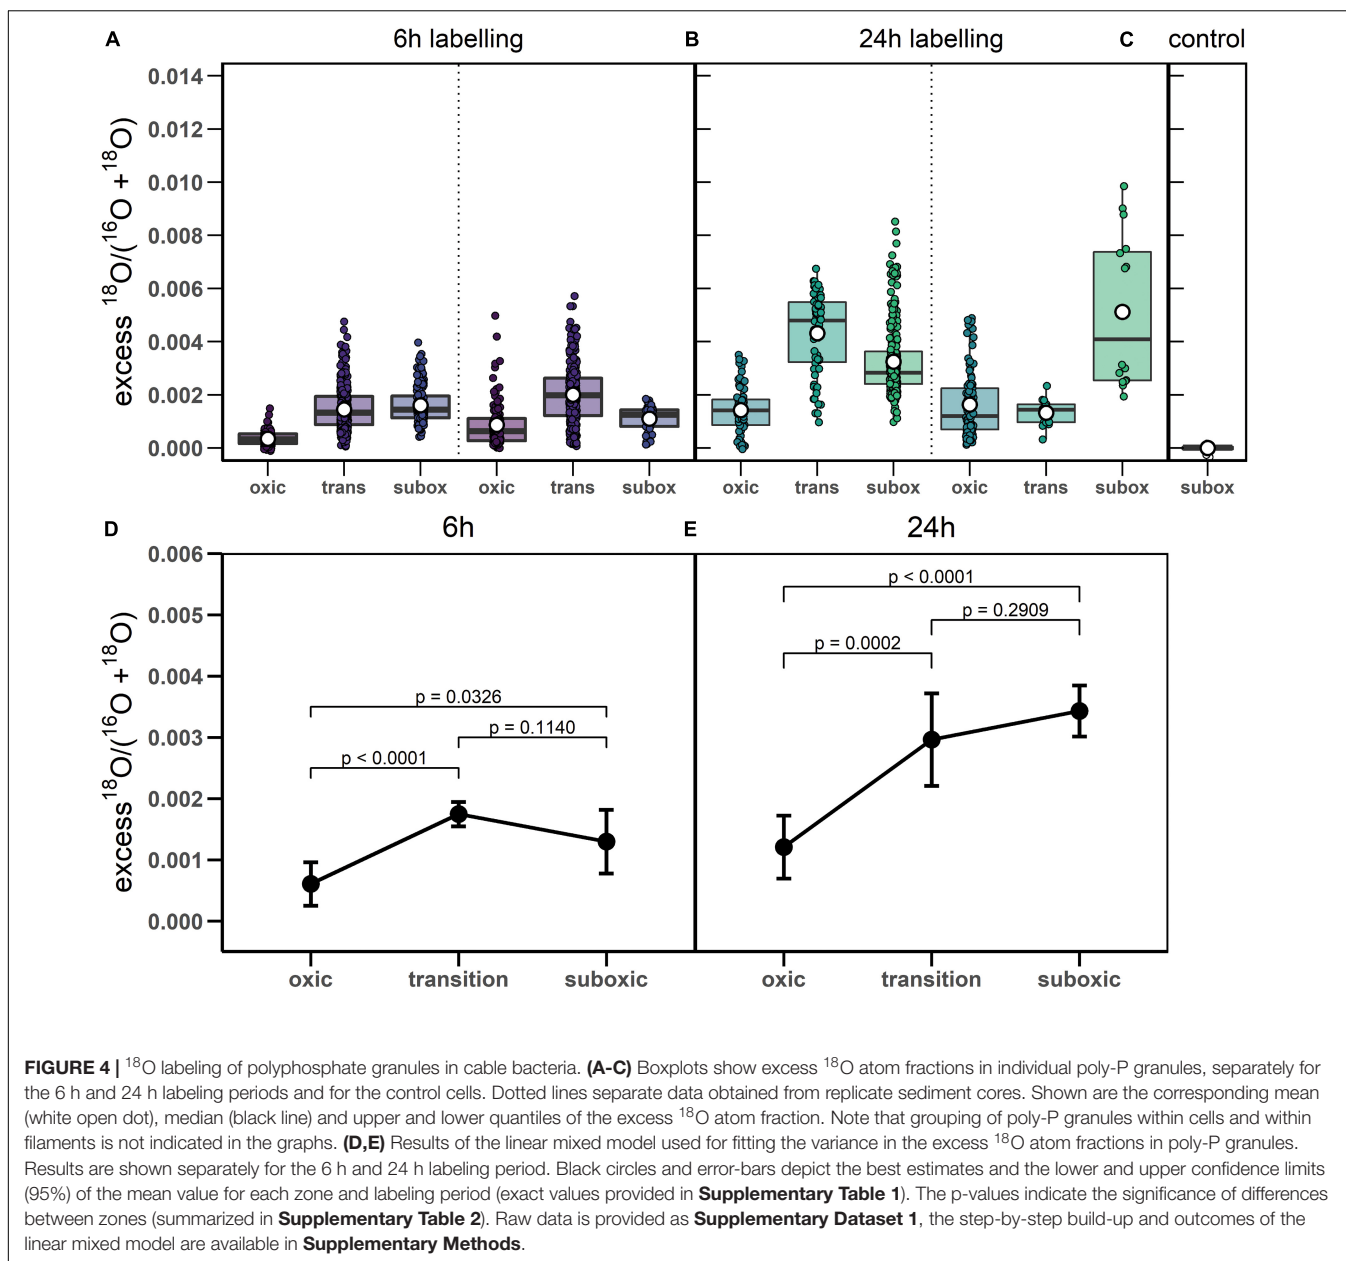 A 6h labelling B 24h labelling C control
excess 18O/(16O + 18O)
0.014
0.012
0.010
0.008
0.006
0.004
0.002
0.000
oxic trans subox oxic trans subox oxic trans subox oxic trans subox subox
D 6h E 24h
excess 18O/(16O + 18O)
0.006
0.005
0.004
0.003
0.002
0.001
0.000
p = 0.0326
p = 0.1140
p < 0.0001
p < 0.0001
p = 0.2909
p = 0.0002
oxic transition suboxic oxic transition suboxic
FIGURE 4 | 18O labeling of polyphosphate granules in cable bacteria. (A-C) Boxplots show excess 18O atom fractions in individual poly-P granules, separately for
the 6 h and 24 h labeling periods and for the control cells. Dotted lines separate data obtained from replicate sediment cores. Shown are the corresponding mean
(white open dot), median (black line) and upper and lower quantiles of the excess 18O atom fraction. Note that grouping of poly-P granules within cells and within
filaments is not indicated in the graphs. (D,E) Results of the linear mixed model used for fitting the variance in the excess 18O atom fractions in poly-P granules.
Results are shown separately for the 6 h and 24 h labeling period. Black circles and error-bars depict the best estimates and the lower and upper confidence limits
(95%) of the mean value for each zone and labeling period (exact values provided in Supplementary Table 1). The p-values indicate the significance of differences
between zones (summarized in Supplementary Table 2). Raw data is provided as Supplementary Dataset 1, the step-by-step build-up and outcomes of the
linear mixed model are available in Supplementary Methods.